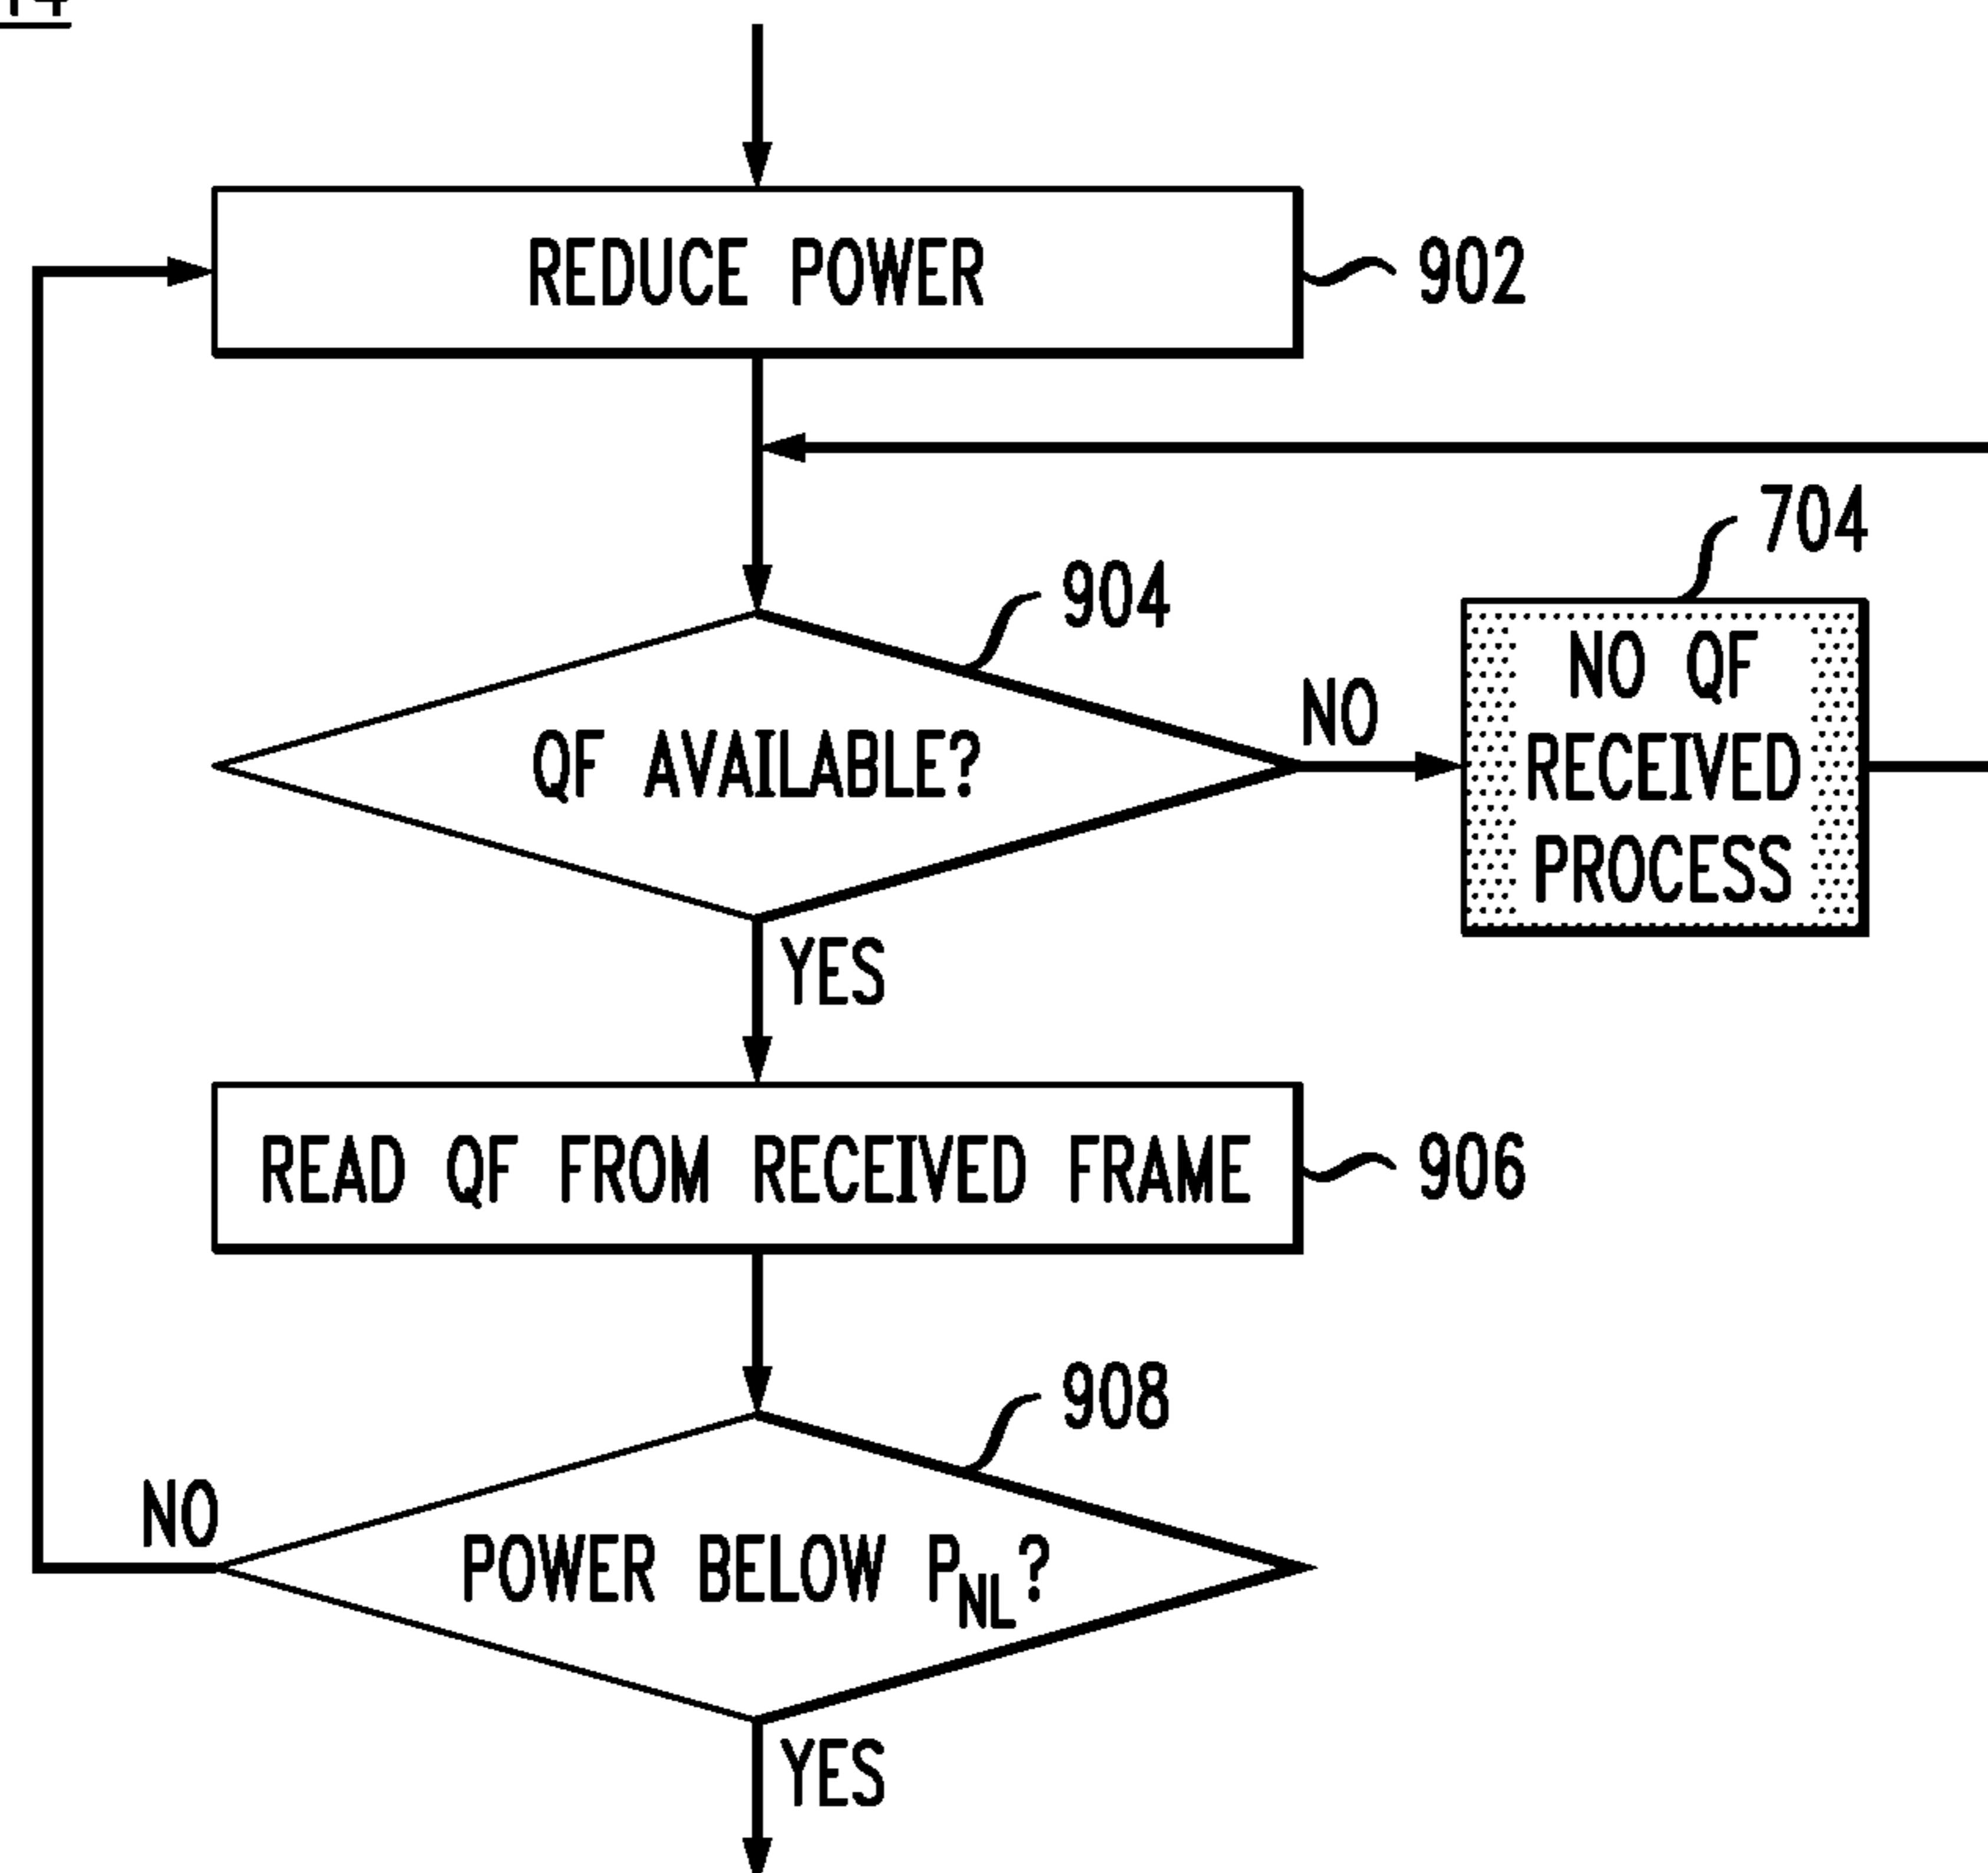 REDUCE POWER
902
704
904
NO QF
RECEIVED
PROCESS
NO
QF AVAILABLE?
YES
READ QF FROM RECEIVED FRAME
906
908
NO
POWER BELOW P_NL?
YES